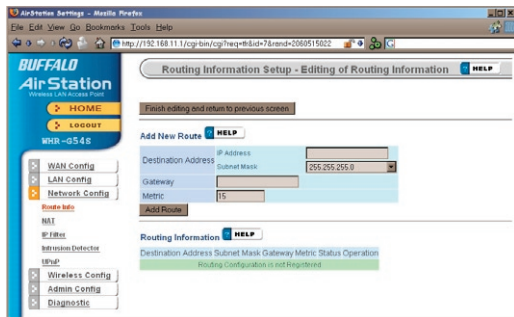 AirStation Settings - Mozilla Firefox
File Edit View Go Bookmarks Tools Help
http://192.168.11.1/cgi-bin/cgi?req=tfr&id=7&rand=2060515022
BUFFALO
AirStation
Wireless LAN Access Point
HOME
LOGOUT
WHR-G54S
WAN Config
LAN Config
Network Config
Route Info
NAT
IP Filter
Intrusion Detector
UPnP
Wireless Config
Admin Config
Diagnostic
Routing Information Setup - Editing of Routing Information ? HELP
Finish editing and return to previous screen
Add New Route ? HELP
Destination Address
IP Address
Subnet Mask 255.255.255.0
Gateway
Metric 15
Add Route
Routing Information ? HELP
Destination Address Subnet Mask Gateway Metric Status Operation
Routing Configuration is not Registered